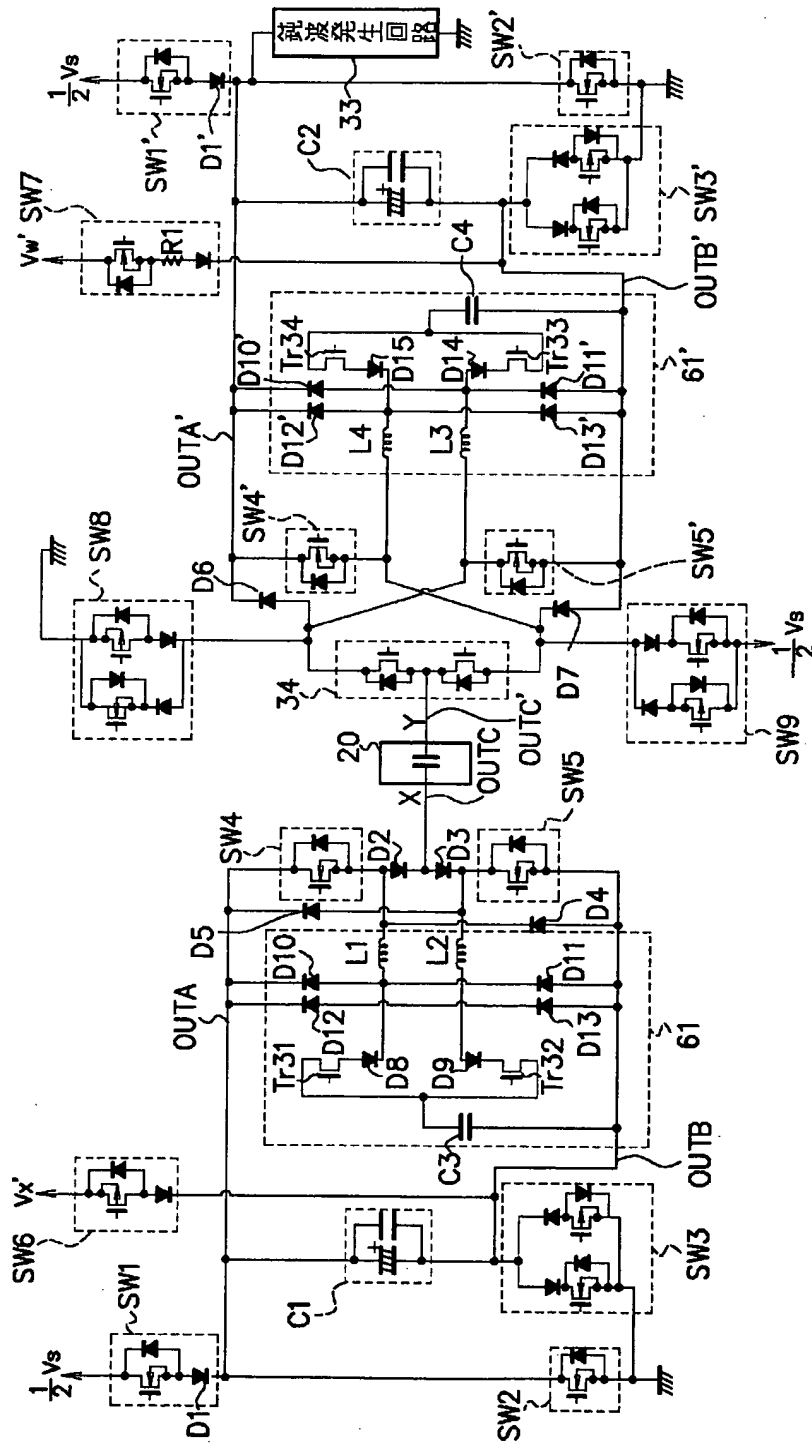 1/2 Vs
SW1
D1
SW2
Vx'
SW6
C1
SW3
OUTA
OUTB
Tr31
Tr32
D8
D9
C3
D12
D10
D13
D11
L1
L2
61
D5
D4
SW4
SW5
D2
D3
X
OUTC
20
Y
OUTC'
34
SW8
SW9
1/2 Vs
D6
D7
SW4'
SW5'
OUTA'
OUTB'
L4
L3
D12'
D10'
D13'
D11'
Tr34
Tr33
D15
D14
C4
61'
Vw'
SW7
R1
C2
SW3'
1/2 Vs
SW1'
D1'
SW2'
鈍波発生回路
33